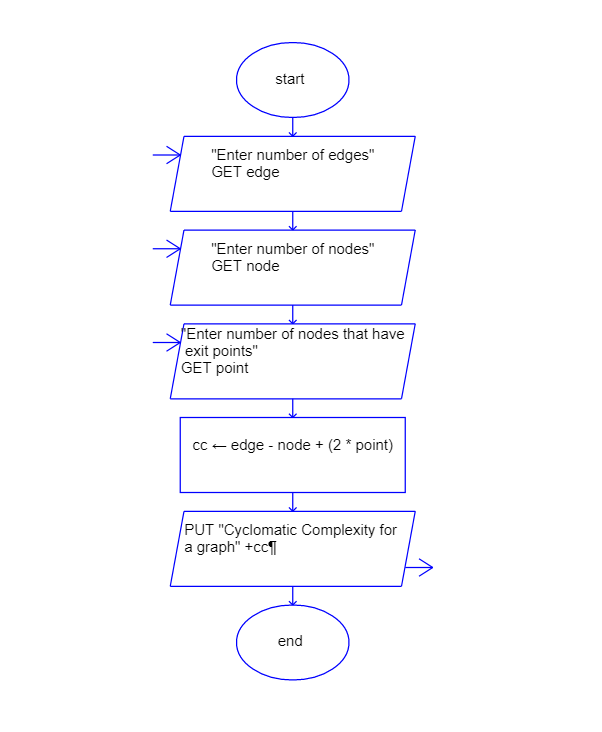 start
"Enter number of edges"
GET edge
"Enter number of nodes"
GET node
"Enter number of nodes that have
exit points"
GET point
cc ← edge - node + (2 * point)
PUT "Cyclomatic Complexity for
a graph" +cc¶
end